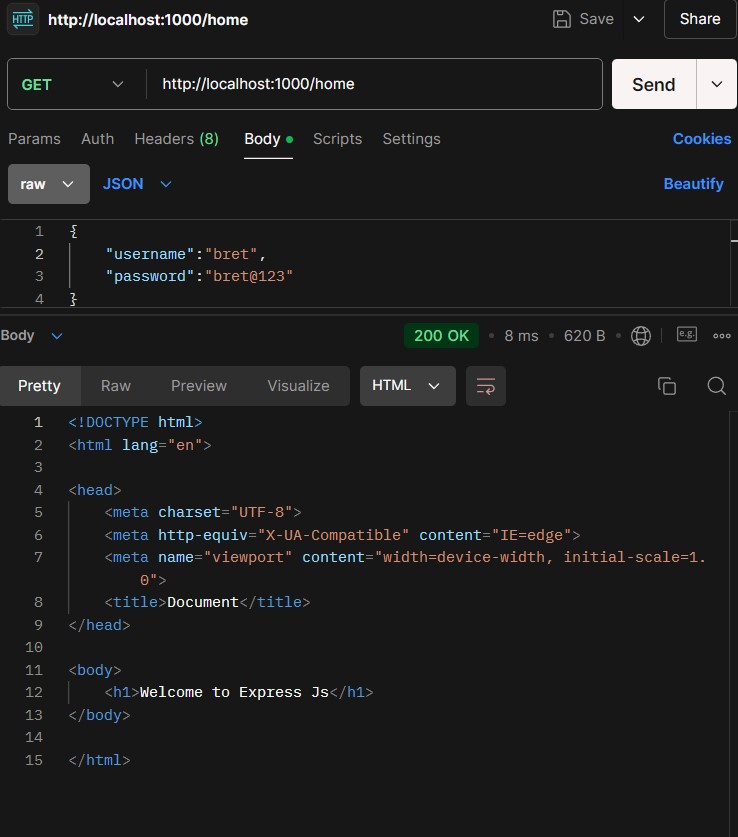 HTTP http://localhost:1000/home Save Share
GET http://localhost:1000/home Send
Params Auth Headers (8) Body Scripts Settings Cookies
raw JSON Beautify
1 {
2 "username":"bret",
3 "password":"bret@123"
4 }
Body 200 OK 8 ms 620 B e.g.
Pretty Raw Preview Visualize HTML
1 <!DOCTYPE html>
2 <html lang="en">
3
4 <head>
5 <meta charset="UTF-8">
6 <meta http-equiv="X-UA-Compatible" content="IE=edge">
7 <meta name="viewport" content="width=device-width, initial-scale=1.
0">
8 <title>Document</title>
9 </head>
10
11 <body>
12 <h1>Welcome to Express Js</h1>
13 </body>
14
15 </html>